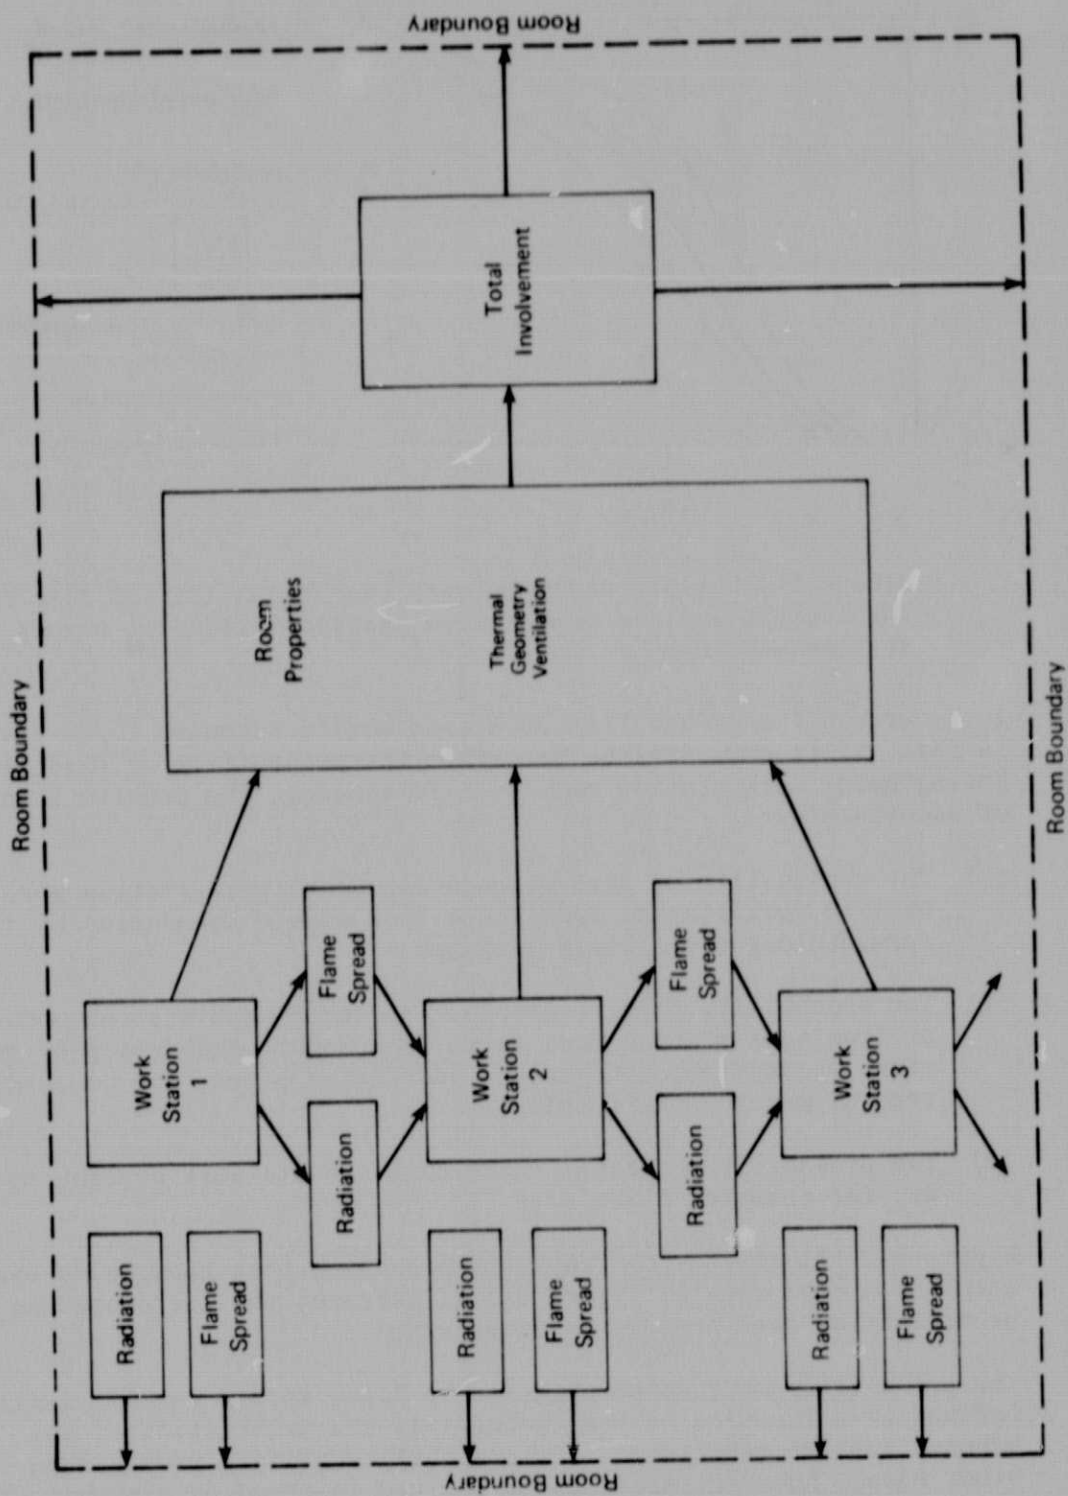 Room Boundary
Radiation
Flame
Spread
Work
Station
1
Radiation
Flame
Spread
Room
Properties
Radiation
Flame
Spread
Work
Station
2
Thermal
Geometry
Ventilation
Total
Involvement
Room Boundary
Room Boundary
Radiation
Flame
Spread
Radiation
Flame
Spread
Work
Station
3
Room Boundary